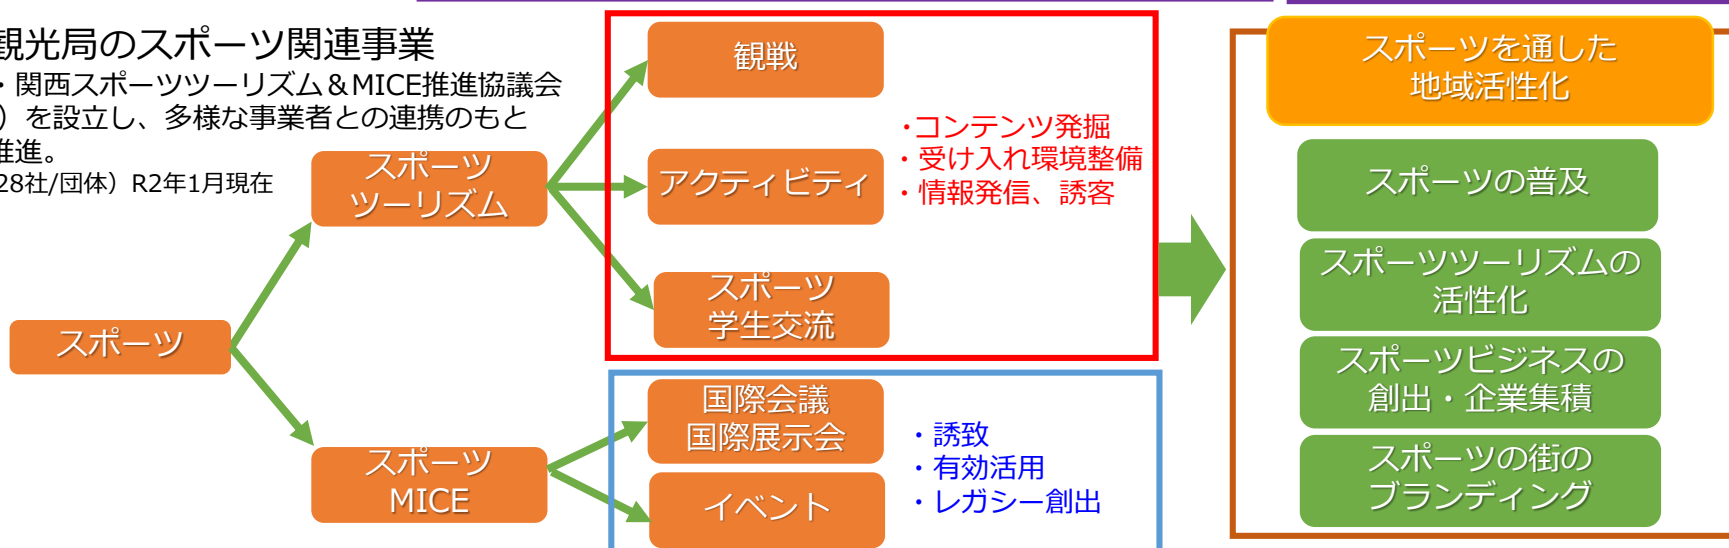 観光局のスポーツ関連事業
・関西スポーツツーリズム＆MICE推進協議会
）を設立し、多様な事業者との連携のもと
推進。
28社/団体）R2年1月現在
スポーツ
スポーツ
ツーリズム
スポーツ
MICE
観戦
アクティビティ
スポーツ
学生交流
・コンテンツ発掘
・受け入れ環境整備
・情報発信、誘客
国際会議
国際展示会
イベント
・誘致
・有効活用
・レガシー創出
スポーツを通した
地域活性化
スポーツの普及
スポーツツーリズムの
活性化
スポーツビジネスの
創出・企業集積
スポーツの街の
ブランディング